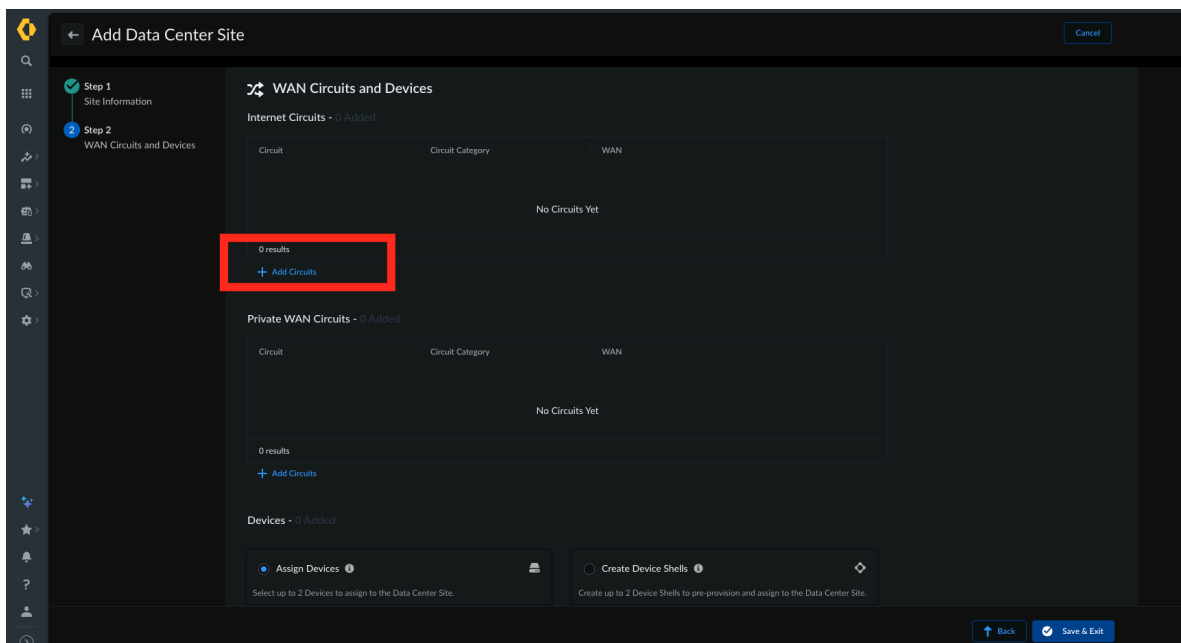 Add Data Center Site
Cancel
Step 1
Site Information
2
Step 2
WAN Circuits and Devices
WAN Circuits and Devices
Internet Circuits - 0 Added
Circuit Circuit Category WAN
No Circuits Yet
0 results
+ Add Circuits
Private WAN Circuits - 0 Added
Circuit Circuit Category WAN
No Circuits Yet
0 results
+ Add Circuits
Devices - 0 Added
Assign Devices
Select up to 2 Devices to assign to the Data Center Site.
Create Device Shells
Create up to 2 Device Shells to pre-provision and assign to the Data Center Site.
Back
Save & Exit